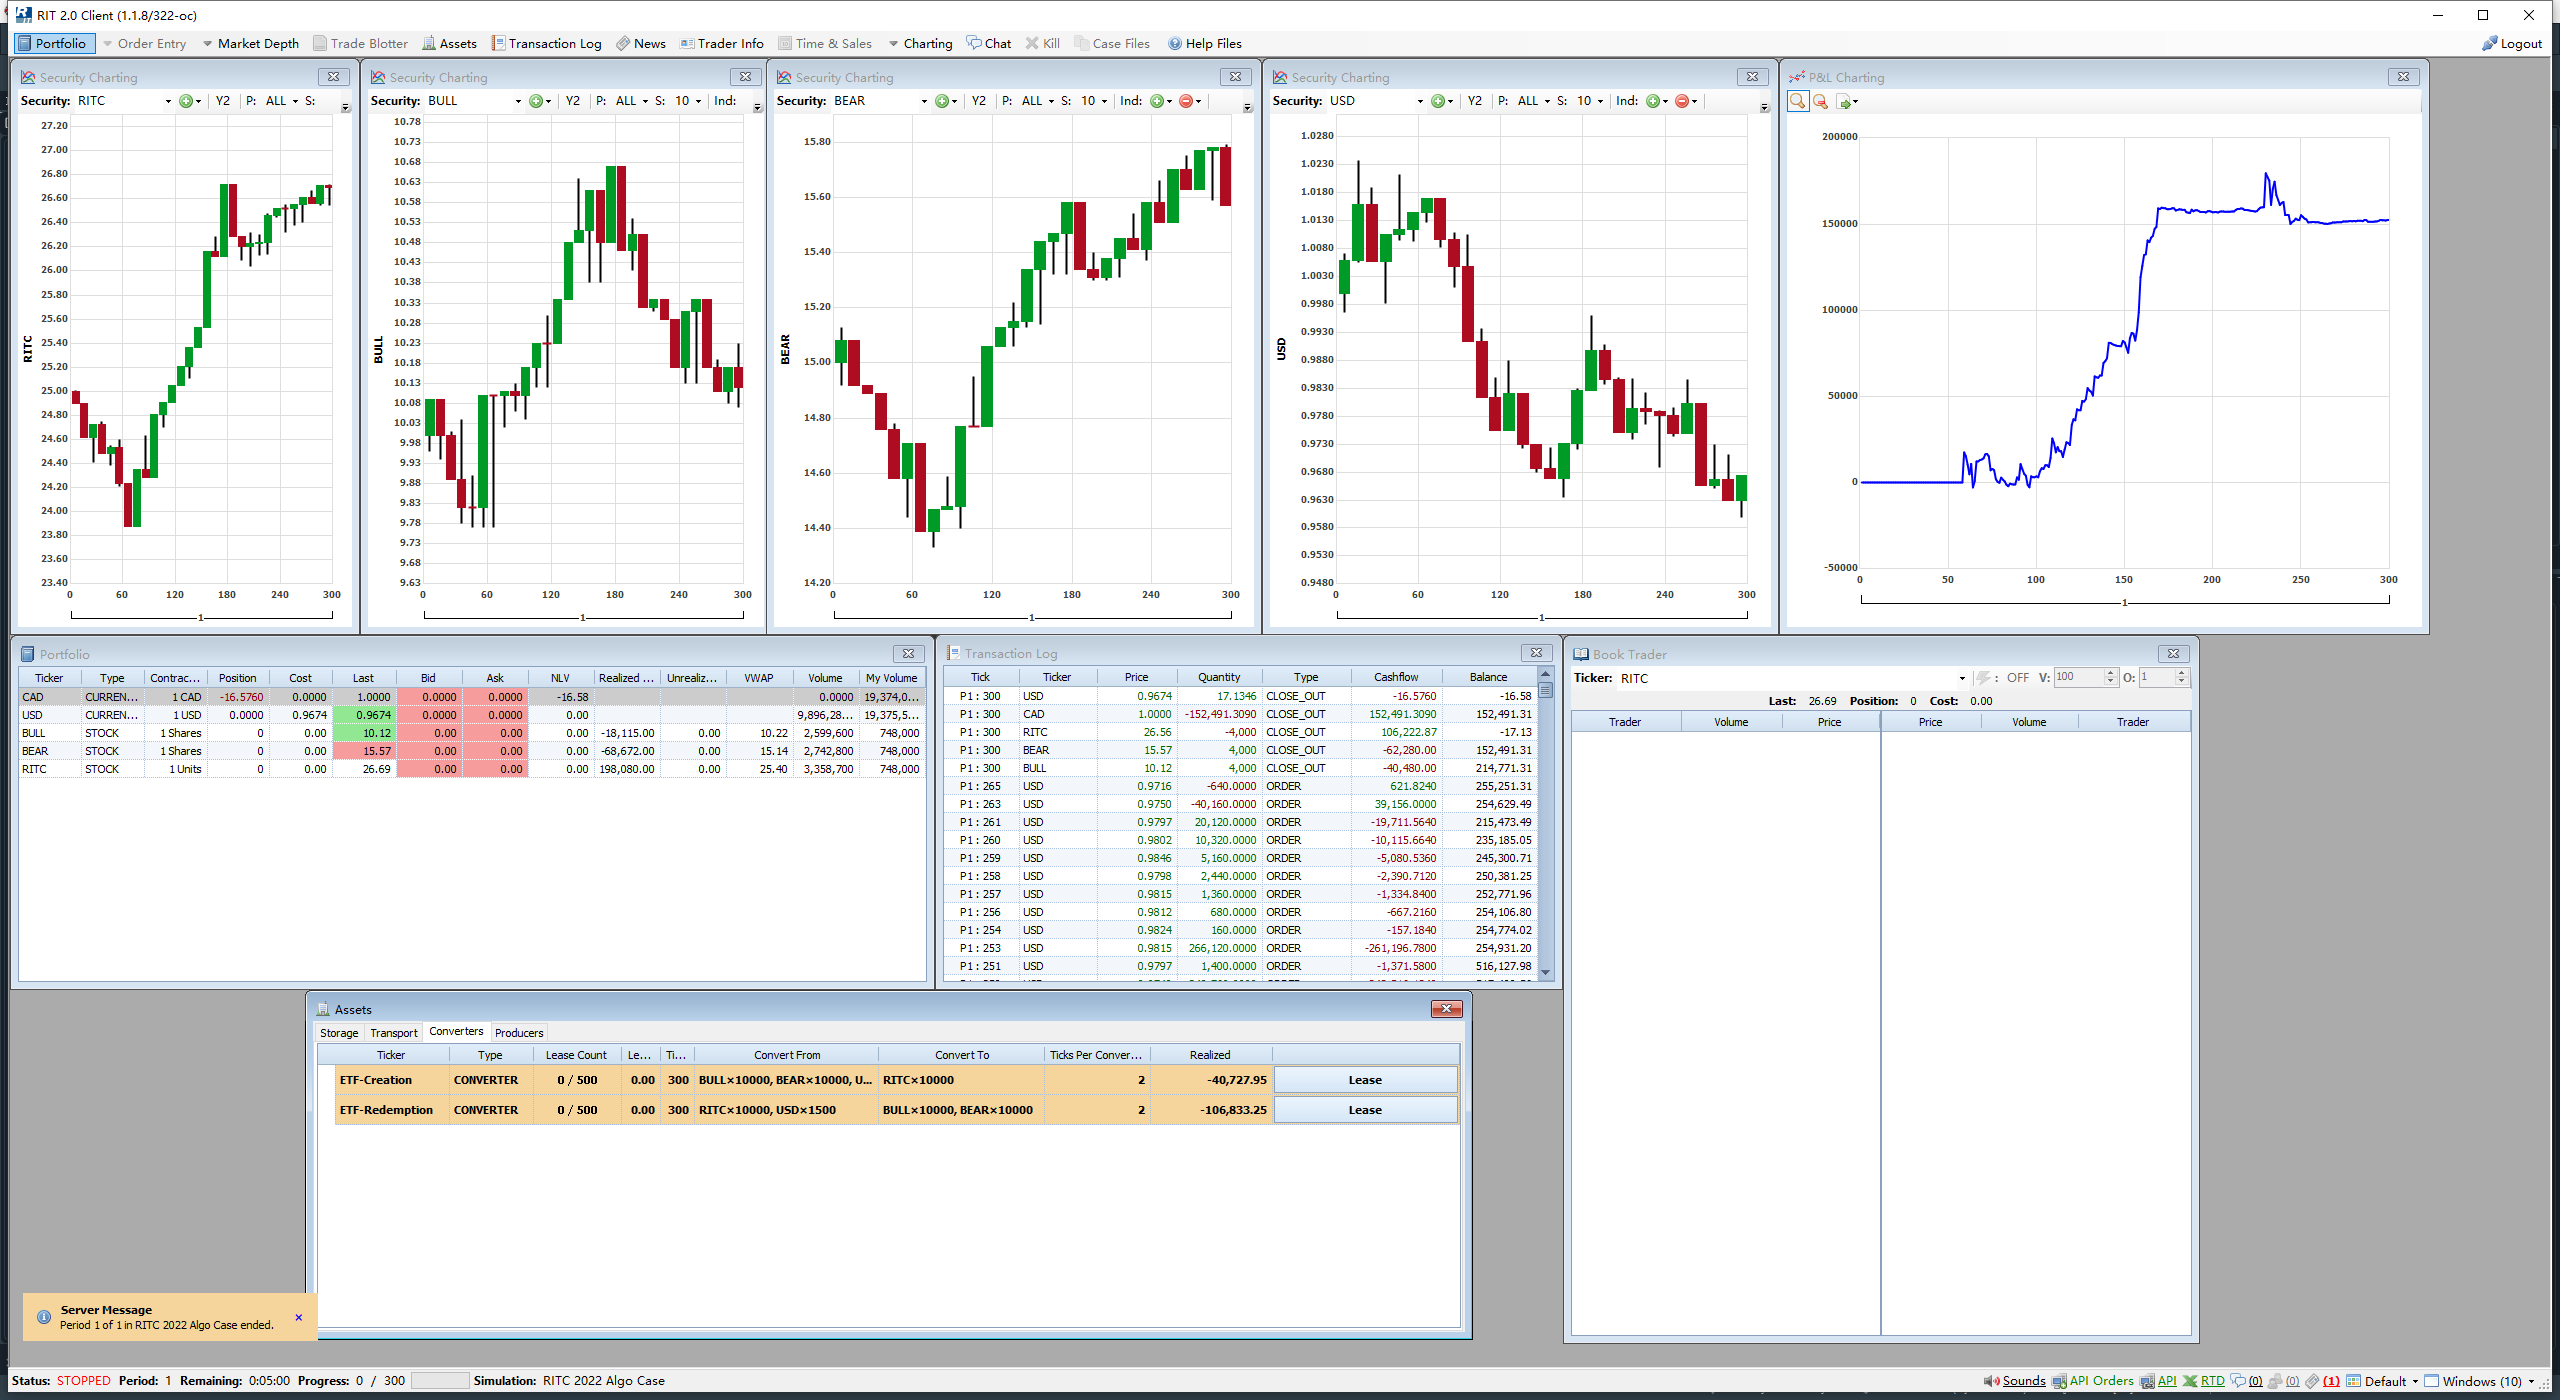 RIT 2.0 Client (1.1.8/322-oc)
Portfolio Order Entry Market Depth Trade Blotter Assets Transaction Log News Trader Info Time & Sales Charting Chat Kill Case Files Help Files Logout
Security Charting
Security: RITC Y2 P: ALL S:
27.20
27.00
26.80
26.60
26.40
26.20
26.00
25.80
25.60
25.40
25.20
25.00
24.80
24.60
24.40
24.20
24.00
23.80
23.60
23.40
RITC
0 60 120 180 240 300
1
Security Charting
Security: BULL Y2 P: ALL S: 10 Ind:
10.78
10.73
10.68
10.63
10.58
10.53
10.48
10.43
10.38
10.33
10.28
10.23
10.18
10.13
10.08
10.03
9.98
9.93
9.88
9.83
9.78
9.73
9.68
9.63
BULL
0 60 120 180 240 300
1
Security Charting
Security: BEAR Y2 P: ALL S: 10 Ind:
15.80
15.60
15.40
15.20
15.00
14.80
14.60
14.40
14.20
BEAR
0 60 120 180 240 300
1
Security Charting
Security: USD Y2 P: ALL S: 10 Ind:
1.0280
1.0230
1.0180
1.0130
1.0080
1.0030
0.9980
0.9930
0.9880
0.9830
0.9780
0.9730
0.9680
0.9630
0.9580
0.9530
0.9480
USD
0 60 120 180 240 300
1
P&L Charting
200000
150000
100000
50000
0
-50000
0 50 100 150 200 250 300
1
Portfolio
Ticker Type Contrac... Position Cost Last Bid Ask NLV Realized ... Unrealiz... VWAP Volume My Volume
CAD CURREN... 1 CAD -16.5760 0.0000 1.0000 0.0000 0.0000 -16.58 0.0000 19,374,0...
USD CURREN... 1 USD 0.0000 0.9674 0.9674 0.0000 0.0000 0.00 9,896,28... 19,375,5...
BULL STOCK 1 Shares 0 0.00 10.12 0.00 0.00 0.00 -18,115.00 0.00 10.22 2,599,600 748,000
BEAR STOCK 1 Shares 0 0.00 15.57 0.00 0.00 0.00 -68,672.00 0.00 15.14 2,742,800 748,000
RITC STOCK 1 Units 0 0.00 26.69 0.00 0.00 0.00 198,080.00 0.00 25.40 3,358,700 748,000
Transaction Log
Tick Ticker Price Quantity Type Cashflow Balance
P1 : 300 USD 0.9674 17.1346 CLOSE_OUT -16.5760 -16.58
P1 : 300 CAD 1.0000 -152,491.3090 CLOSE_OUT 152,491.3090 152,491.31
P1 : 300 RITC 26.56 -4,000 CLOSE_OUT 106,222.87 -17.13
P1 : 300 BEAR 15.57 4,000 CLOSE_OUT -62,280.00 152,491.31
P1 : 300 BULL 10.12 4,000 CLOSE_OUT -40,480.00 214,771.31
P1 : 265 USD 0.9716 -640.0000 ORDER 621.8240 255,251.31
P1 : 263 USD 0.9750 -40,160.0000 ORDER 39,156.0000 254,629.49
P1 : 261 USD 0.9797 20,120.0000 ORDER -19,711.5640 215,473.49
P1 : 260 USD 0.9802 10,320.0000 ORDER -10,115.6640 235,185.05
P1 : 259 USD 0.9846 5,160.0000 ORDER -5,080.5360 245,300.71
P1 : 258 USD 0.9798 2,440.0000 ORDER -2,390.7120 250,381.25
P1 : 257 USD 0.9815 1,360.0000 ORDER -1,334.8400 252,771.96
P1 : 256 USD 0.9812 680.0000 ORDER -667.2160 254,106.80
P1 : 254 USD 0.9824 160.0000 ORDER -157.1840 254,774.02
P1 : 253 USD 0.9815 266,120.0000 ORDER -261,196.7800 254,931.20
P1 : 251 USD 0.9797 1,400.0000 ORDER -1,371.5800 516,127.98
Book Trader
Ticker: RITC : OFF V: 100 O: 1
Last: 26.69 Position: 0 Cost: 0.00
Trader Volume Price Price Volume Trader
Assets
Storage Transport Converters Producers
Ticker Type Lease Count Le... Ti... Convert From Convert To Ticks Per Conver... Realized
ETF-Creation CONVERTER 0 / 500 0.00 300 BULL×10000, BEAR×10000, U... RITC×10000 2 -40,727.95 Lease
ETF-Redemption CONVERTER 0 / 500 0.00 300 RITC×10000, USD×1500 BULL×10000, BEAR×10000 2 -106,833.25 Lease
Server Message
Period 1 of 1 in RITC 2022 Algo Case ended.
Status: STOPPED Period: 1 Remaining: 0:05:00 Progress: 0 / 300 Simulation: RITC 2022 Algo Case
Sounds API Orders API RTD (0) (0) (1) Default Windows (10)